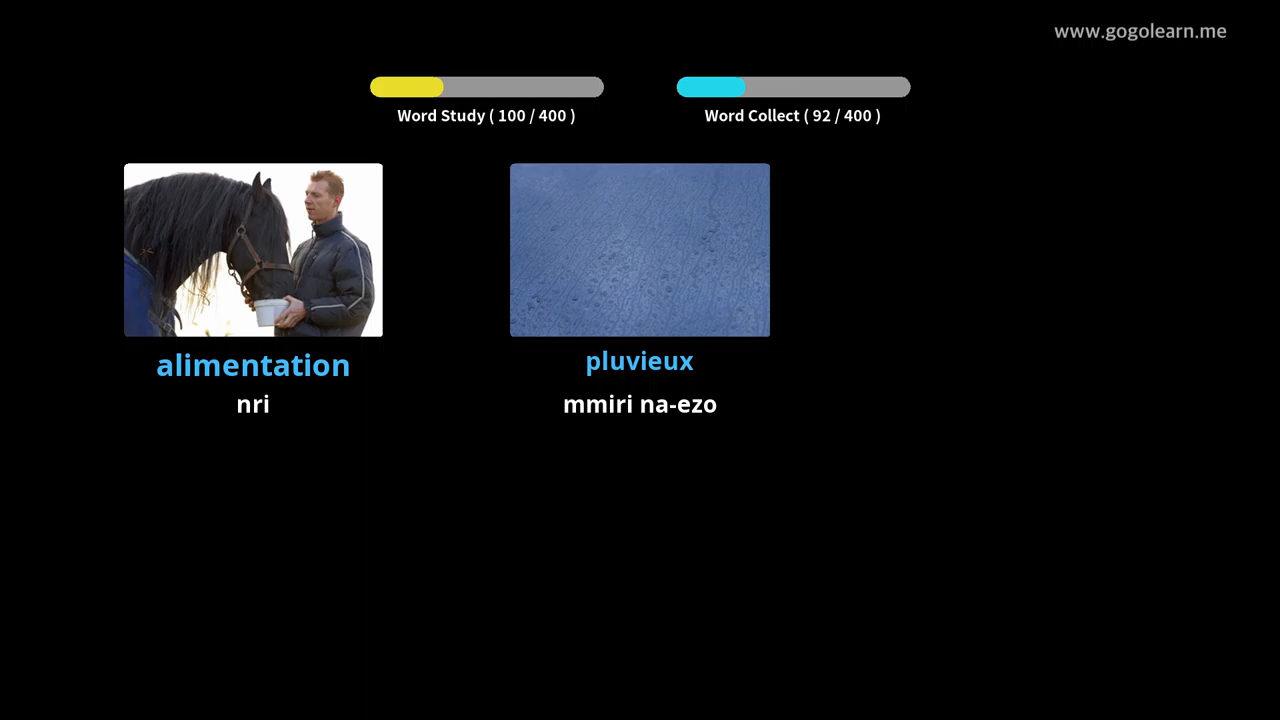 www.gogolearn.me
Word Study ( 100 / 400 )
Word Collect ( 92 / 400 )
alimentation
nri
pluvieux
mmiri na-ezo